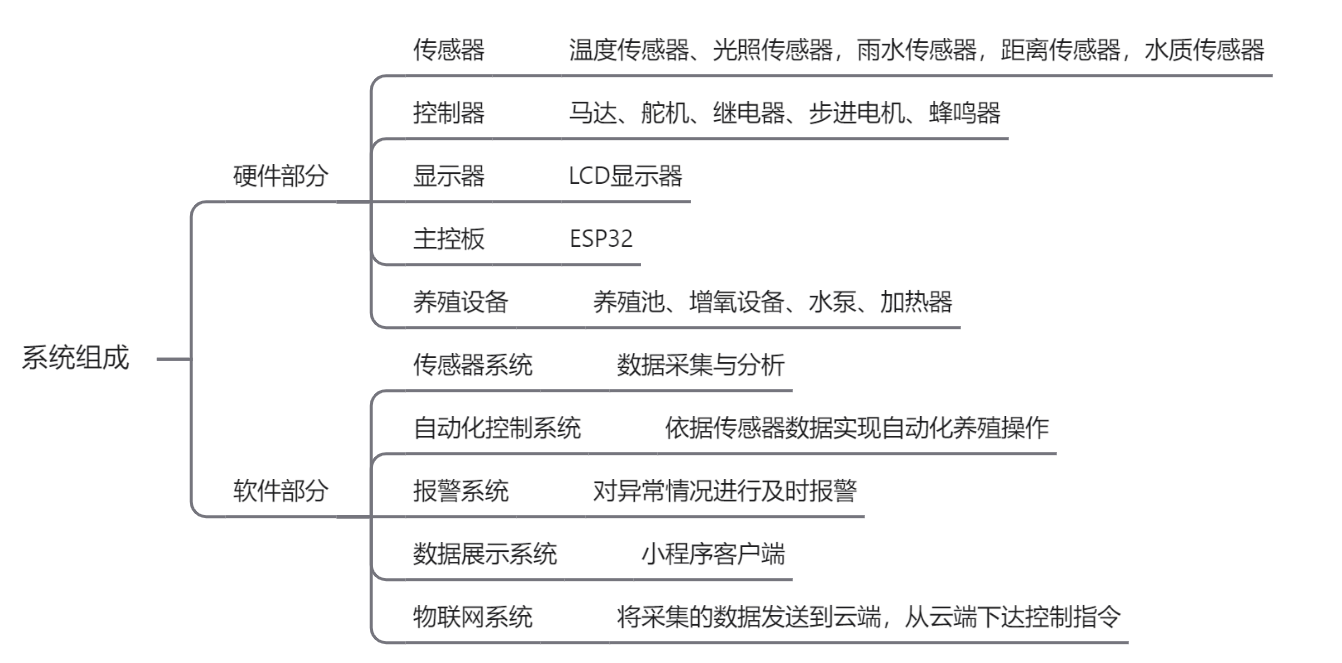 系统组成
硬件部分
传感器 温度传感器、光照传感器，雨水传感器，距离传感器，水质传感器
控制器 马达、舵机、继电器、步进电机、蜂鸣器
显示器 LCD显示器
主控板 ESP32
养殖设备 养殖池、增氧设备、水泵、加热器
软件部分
传感器系统 数据采集与分析
自动化控制系统 依据传感器数据实现自动化养殖操作
报警系统 对异常情况进行及时报警
数据展示系统 小程序客户端
物联网系统 将采集的数据发送到云端，从云端下达控制指令